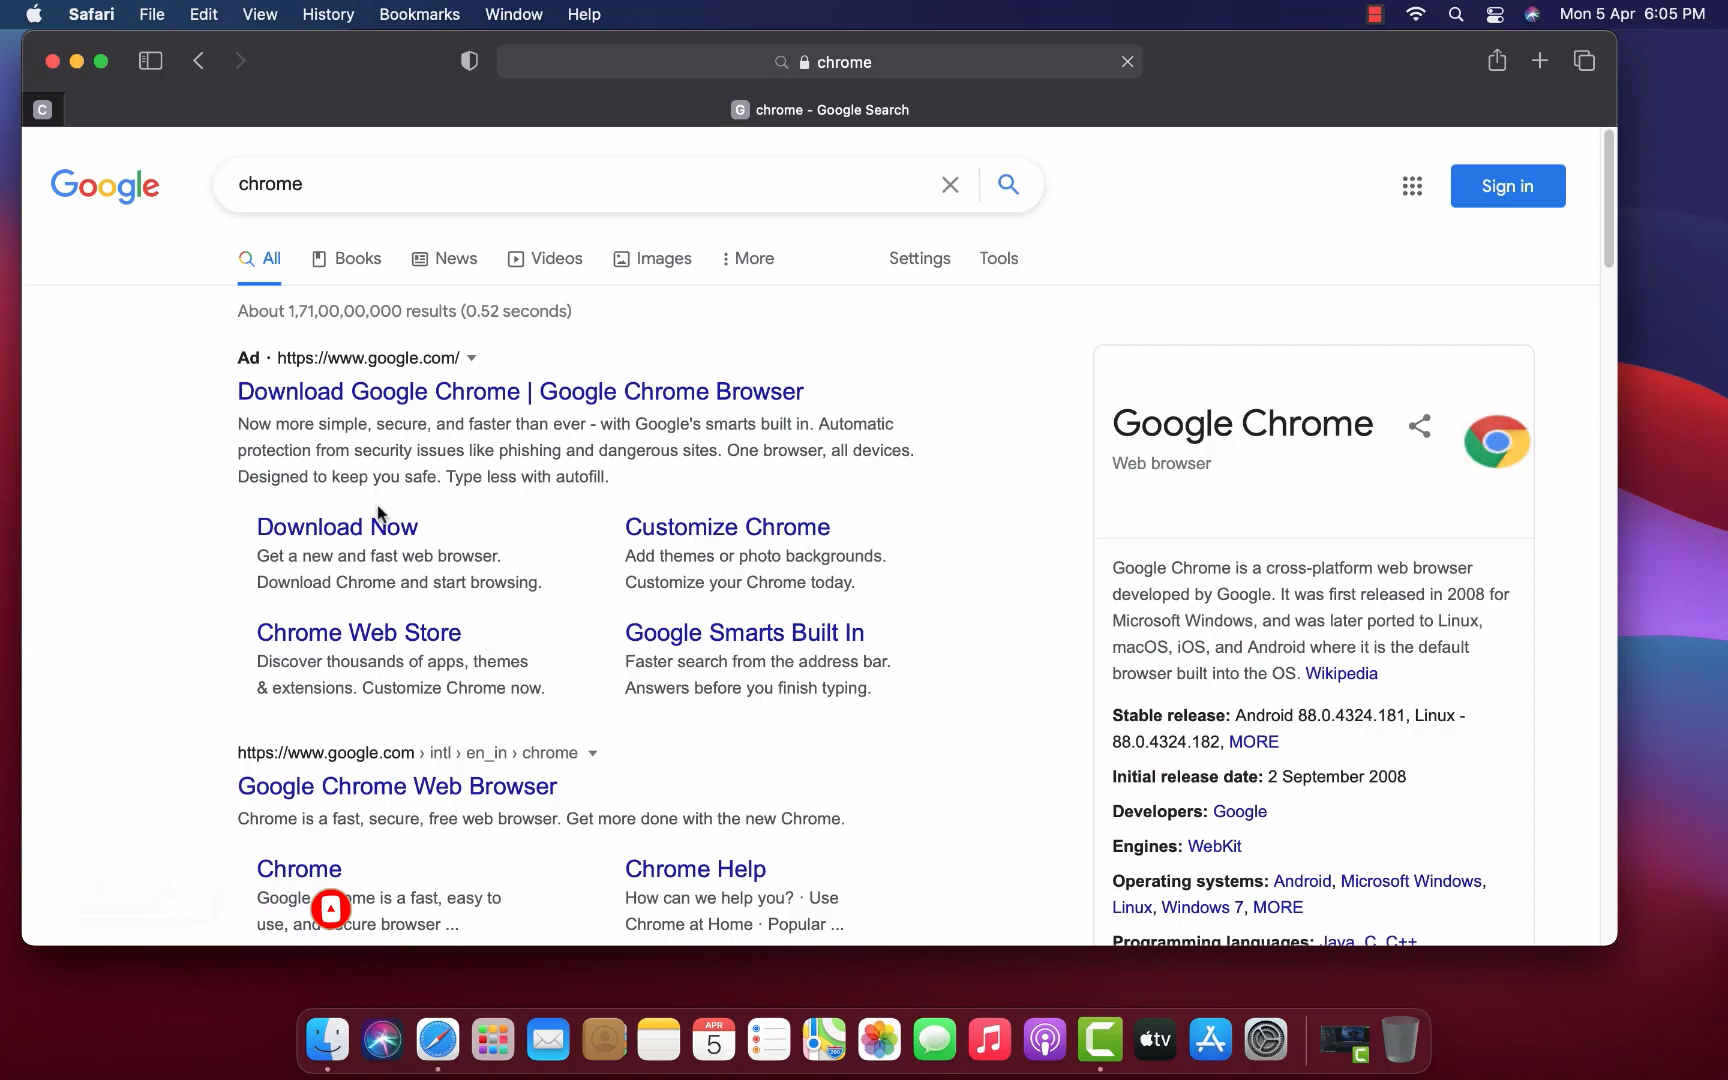 Safari File Edit View History Bookmarks Window Help Mon 5 Apr 6:05 PM
chrome
C
G chrome - Google Search
Google chrome Sign in
All Books News Videos Images More Settings Tools
About 1,71,00,00,000 results (0.52 seconds)
Ad · https://www.google.com/
Download Google Chrome | Google Chrome Browser
Now more simple, secure, and faster than ever - with Google's smarts built in. Automatic
protection from security issues like phishing and dangerous sites. One browser, all devices.
Designed to keep you safe. Type less with autofill.
Download Now
Get a new and fast web browser.
Download Chrome and start browsing.
Customize Chrome
Add themes or photo backgrounds.
Customize your Chrome today.
Chrome Web Store
Discover thousands of apps, themes
& extensions. Customize Chrome now.
Google Smarts Built In
Faster search from the address bar.
Answers before you finish typing.
https://www.google.com › intl › en_in › chrome
Google Chrome Web Browser
Chrome is a fast, secure, free web browser. Get more done with the new Chrome.
Chrome
Google me is a fast, easy to
use, and cure browser ...
Chrome Help
How can we help you? · Use
Chrome at Home · Popular ...
Google Chrome
Web browser
Google Chrome is a cross-platform web browser
developed by Google. It was first released in 2008 for
Microsoft Windows, and was later ported to Linux,
macOS, iOS, and Android where it is the default
browser built into the OS. Wikipedia
Stable release: Android 88.0.4324.181, Linux -
88.0.4324.182, MORE
Initial release date: 2 September 2008
Developers: Google
Engines: WebKit
Operating systems: Android, Microsoft Windows,
Linux, Windows 7, MORE
Programming languages: Java, C, C++
APR
5
280
tv